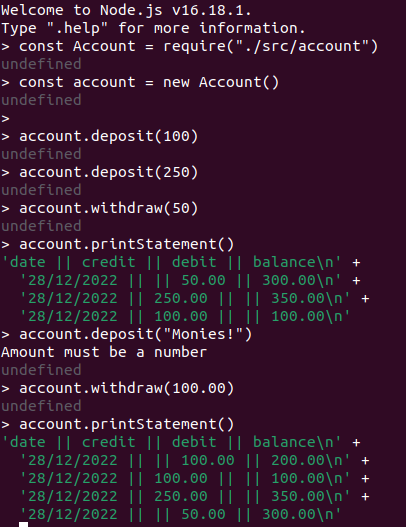 Welcome to Node.js v16.18.1.
Type ".help" for more information.
> const Account = require("./src/account")
undefined
> const account = new Account()
undefined
>
> account.deposit(100)
undefined
> account.deposit(250)
undefined
> account.withdraw(50)
undefined
> account.printStatement()
'date || credit || debit || balance\n' +
  '28/12/2022 || || 50.00 || 300.00\n' +
  '28/12/2022 || 250.00 || || 350.00\n' +
  '28/12/2022 || 100.00 || || 100.00\n'
> account.deposit("Monies!")
Amount must be a number
undefined
> account.withdraw(100.00)
undefined
> account.printStatement()
'date || credit || debit || balance\n' +
  '28/12/2022 || || 100.00 || 200.00\n' +
  '28/12/2022 || 100.00 || || 100.00\n' +
  '28/12/2022 || 250.00 || || 350.00\n' +
  '28/12/2022 || || 50.00 || 300.00\n'